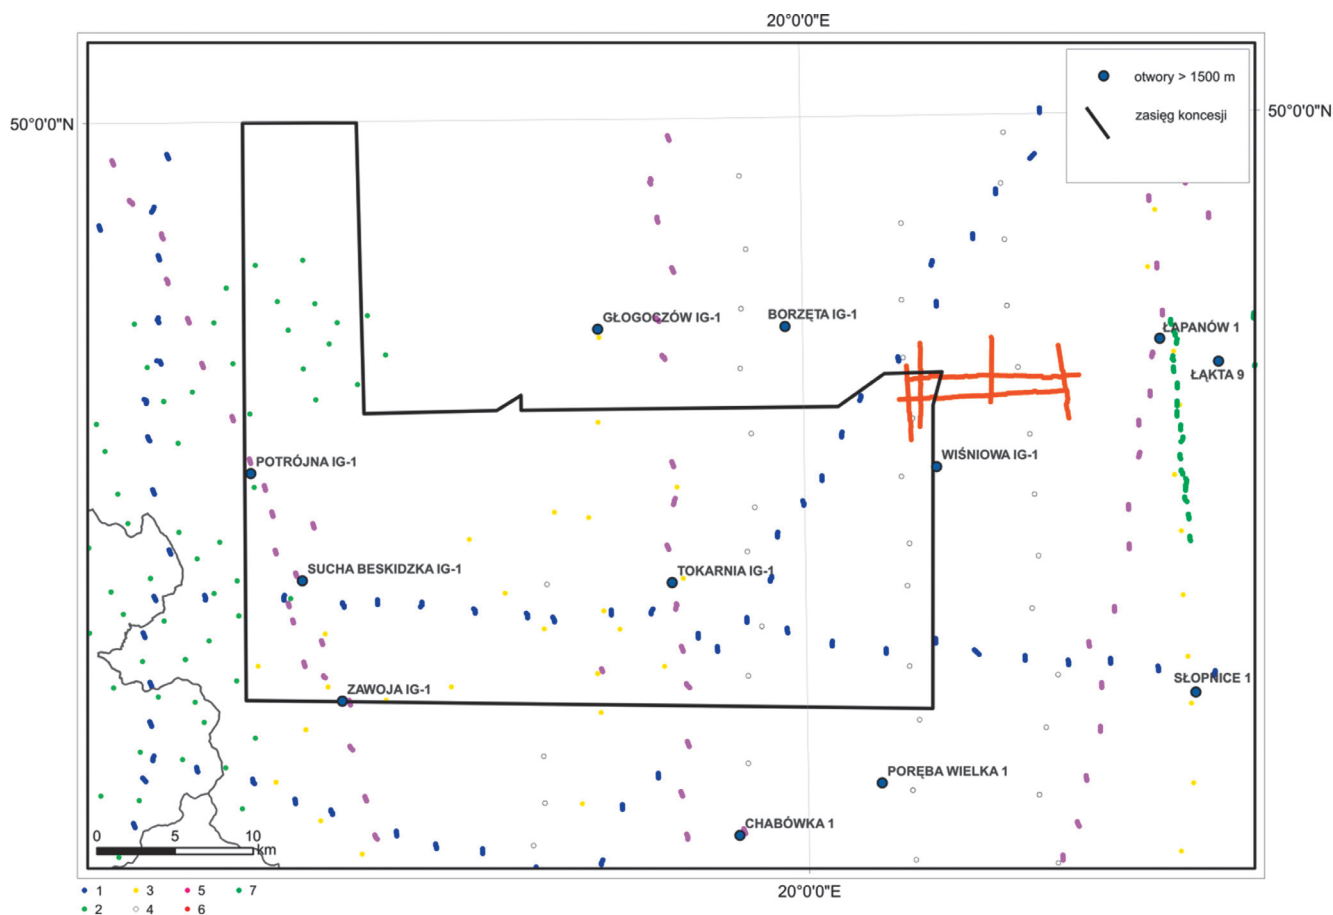 20°0'0"E
50°0'0"N
50°0'0"N
otwory > 1500 m
zasięg koncesji
GŁOGOCZÓW IG-1
BORZĘTA IG-1
ŁAPANÓW 1
ŁĄKTA 9
POTRÓJNA IG-1
WIŚNIOWA IG-1
SUCHA BESKIDZKA IG-1
TOKARNIA IG-1
ZAWOJA IG-1
SŁOPNICE 1
PORĘBA WIELKA 1
CHABÓWKA 1
0 5 10
km
20°0'0"E
1 3 5 7
2 4 6